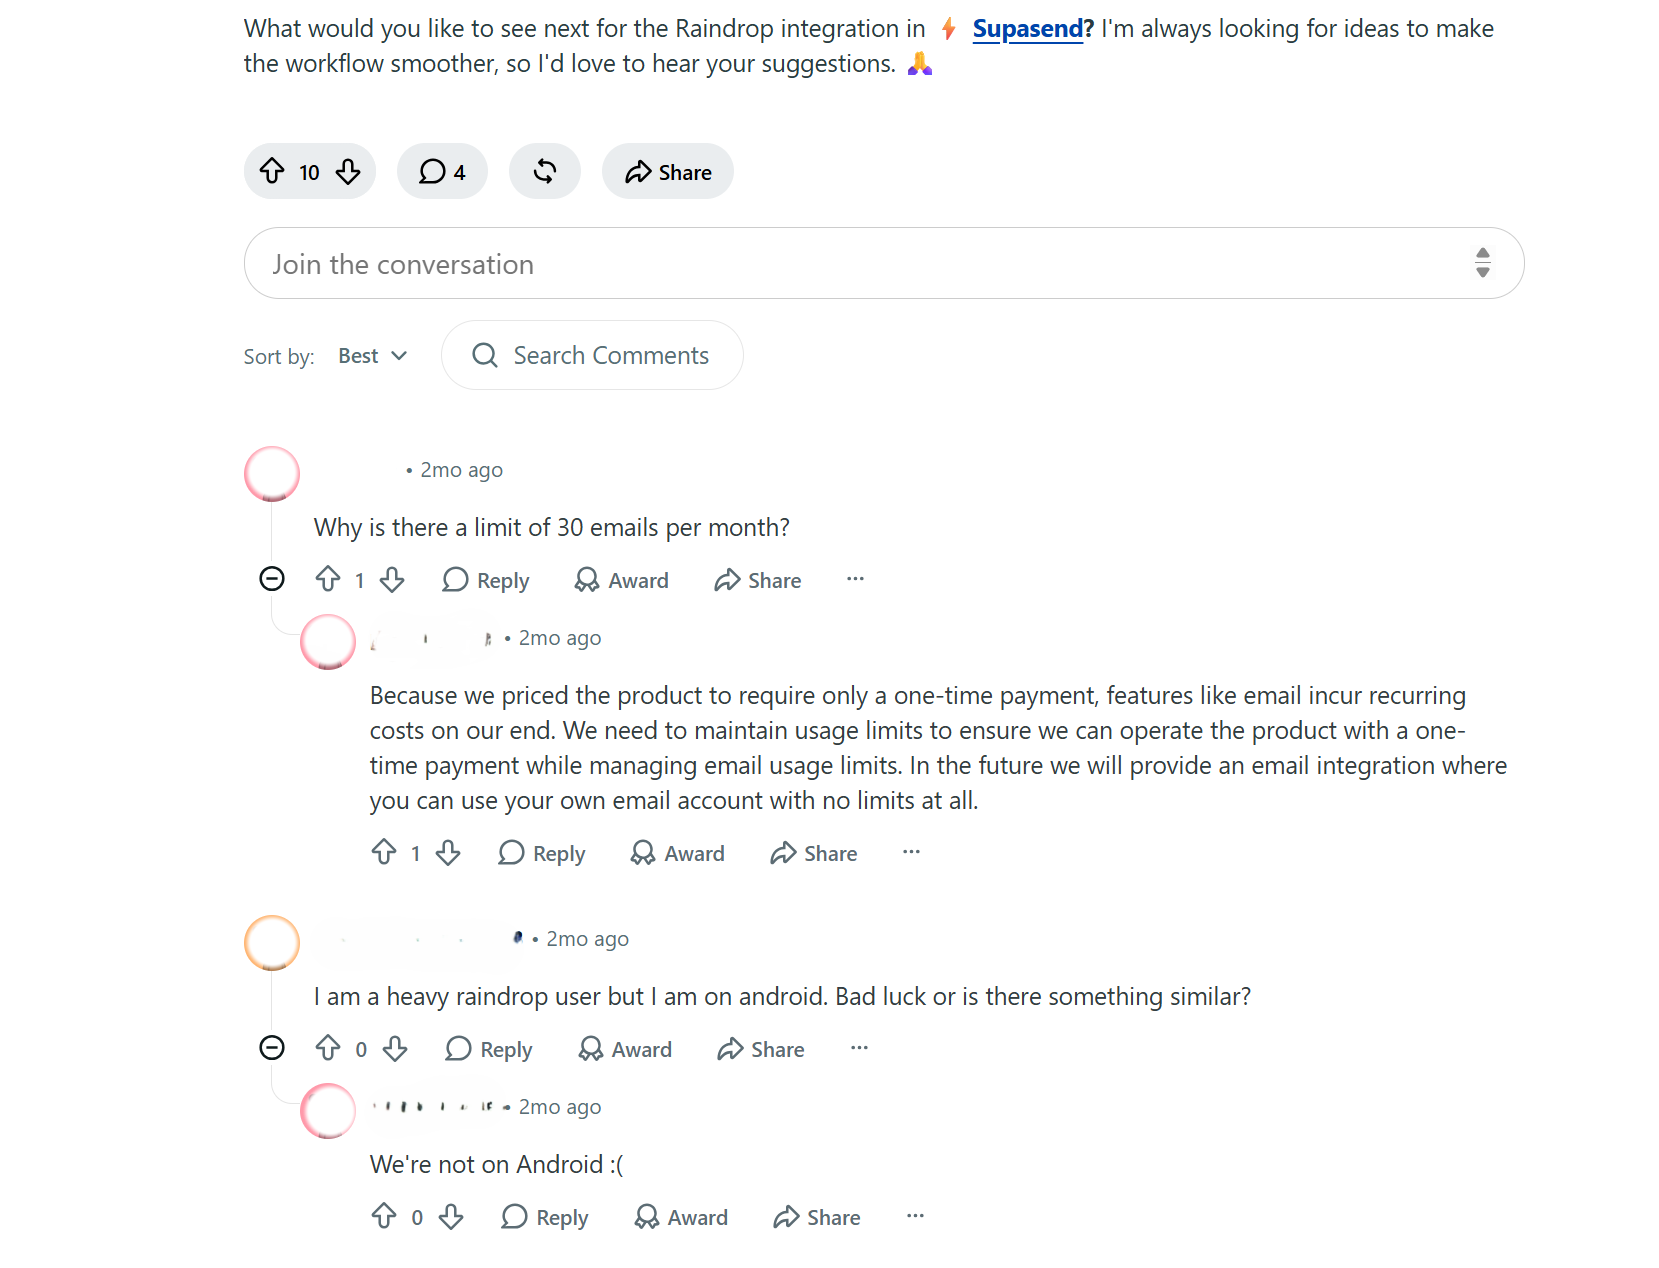 What would you like to see next for the Raindrop integration in ⚡ Supasend? I'm always looking for ideas to make
the workflow smoother, so I'd love to hear your suggestions. 🙏
10 4 Share
Join the conversation
Sort by: Best Search Comments
• 2mo ago
Why is there a limit of 30 emails per month?
1 Reply Award Share ...
• 2mo ago
Because we priced the product to require only a one-time payment, features like email incur recurring
costs on our end. We need to maintain usage limits to ensure we can operate the product with a one-
time payment while managing email usage limits. In the future we will provide an email integration where
you can use your own email account with no limits at all.
1 Reply Award Share ...
• 2mo ago
I am a heavy raindrop user but I am on android. Bad luck or is there something similar?
0 Reply Award Share ...
2mo ago
We're not on Android :(
0 Reply Award Share ...